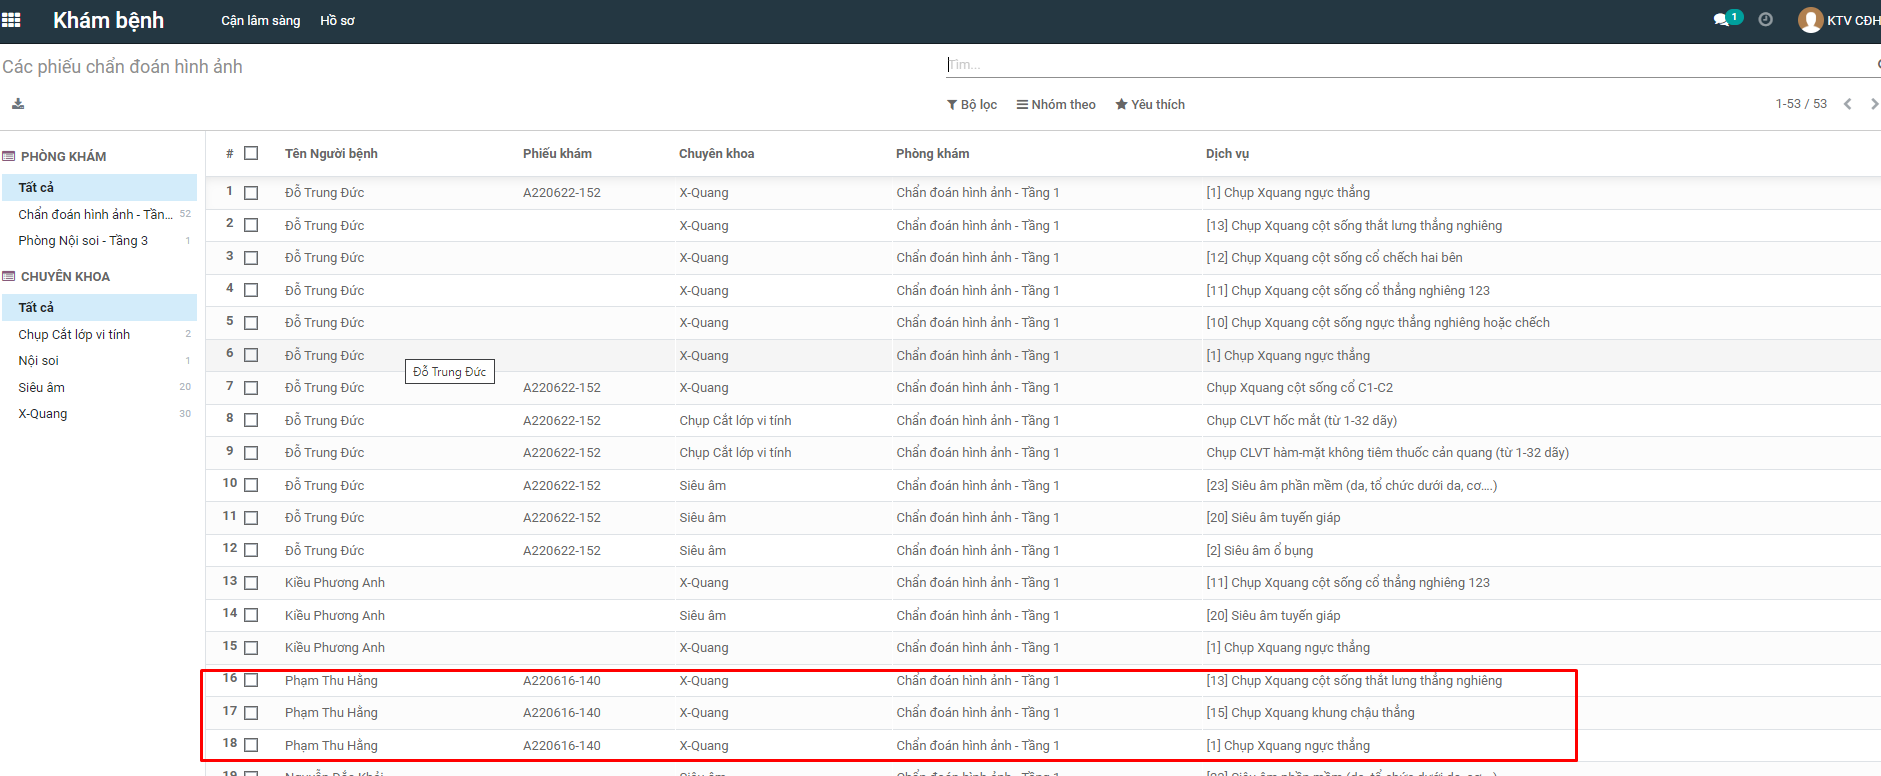 Khám bệnh Cận lâm sàng Hồ sơ 1 KTV CĐH
Các phiếu chẩn đoán hình ảnh Tìm...
Bộ lọc Nhóm theo Yêu thích 1-53 / 53
PHÒNG KHÁM
Tất cả
Chẩn đoán hình ảnh - Tần... 52
Phòng Nội soi - Tầng 3 1
CHUYÊN KHOA
Tất cả
Chụp Cắt lớp vi tính 2
Nội soi 1
Siêu âm 20
X-Quang 30
# Tên Người bệnh Phiếu khám Chuyên khoa Phòng khám Dịch vụ
1 Đỗ Trung Đức A220622-152 X-Quang Chẩn đoán hình ảnh - Tầng 1 [1] Chụp Xquang ngực thẳng
2 Đỗ Trung Đức X-Quang Chẩn đoán hình ảnh - Tầng 1 [13] Chụp Xquang cột sống thắt lưng thẳng nghiêng
3 Đỗ Trung Đức X-Quang Chẩn đoán hình ảnh - Tầng 1 [12] Chụp Xquang cột sống cổ chếch hai bên
4 Đỗ Trung Đức X-Quang Chẩn đoán hình ảnh - Tầng 1 [11] Chụp Xquang cột sống cổ thẳng nghiêng 123
5 Đỗ Trung Đức X-Quang Chẩn đoán hình ảnh - Tầng 1 [10] Chụp Xquang cột sống ngực thẳng nghiêng hoặc chếch
6 Đỗ Trung Đức X-Quang Chẩn đoán hình ảnh - Tầng 1 [1] Chụp Xquang ngực thẳng
Đỗ Trung Đức
7 Đỗ Trung Đức A220622-152 X-Quang Chẩn đoán hình ảnh - Tầng 1 Chụp Xquang cột sống cổ C1-C2
8 Đỗ Trung Đức A220622-152 Chụp Cắt lớp vi tính Chẩn đoán hình ảnh - Tầng 1 Chụp CLVT hốc mắt (từ 1-32 dãy)
9 Đỗ Trung Đức A220622-152 Chụp Cắt lớp vi tính Chẩn đoán hình ảnh - Tầng 1 Chụp CLVT hàm-mặt không tiêm thuốc cản quang (từ 1-32 dãy)
10 Đỗ Trung Đức A220622-152 Siêu âm Chẩn đoán hình ảnh - Tầng 1 [23] Siêu âm phần mềm (da, tổ chức dưới da, cơ....)
11 Đỗ Trung Đức A220622-152 Siêu âm Chẩn đoán hình ảnh - Tầng 1 [20] Siêu âm tuyến giáp
12 Đỗ Trung Đức A220622-152 Siêu âm Chẩn đoán hình ảnh - Tầng 1 [2] Siêu âm ổ bụng
13 Kiều Phương Anh X-Quang Chẩn đoán hình ảnh - Tầng 1 [11] Chụp Xquang cột sống cổ thẳng nghiêng 123
14 Kiều Phương Anh Siêu âm Chẩn đoán hình ảnh - Tầng 1 [20] Siêu âm tuyến giáp
15 Kiều Phương Anh X-Quang Chẩn đoán hình ảnh - Tầng 1 [1] Chụp Xquang ngực thẳng
16 Phạm Thu Hằng A220616-140 X-Quang Chẩn đoán hình ảnh - Tầng 1 [13] Chụp Xquang cột sống thắt lưng thẳng nghiêng
17 Phạm Thu Hằng A220616-140 X-Quang Chẩn đoán hình ảnh - Tầng 1 [15] Chụp Xquang khung chậu thẳng
18 Phạm Thu Hằng A220616-140 X-Quang Chẩn đoán hình ảnh - Tầng 1 [1] Chụp Xquang ngực thẳng